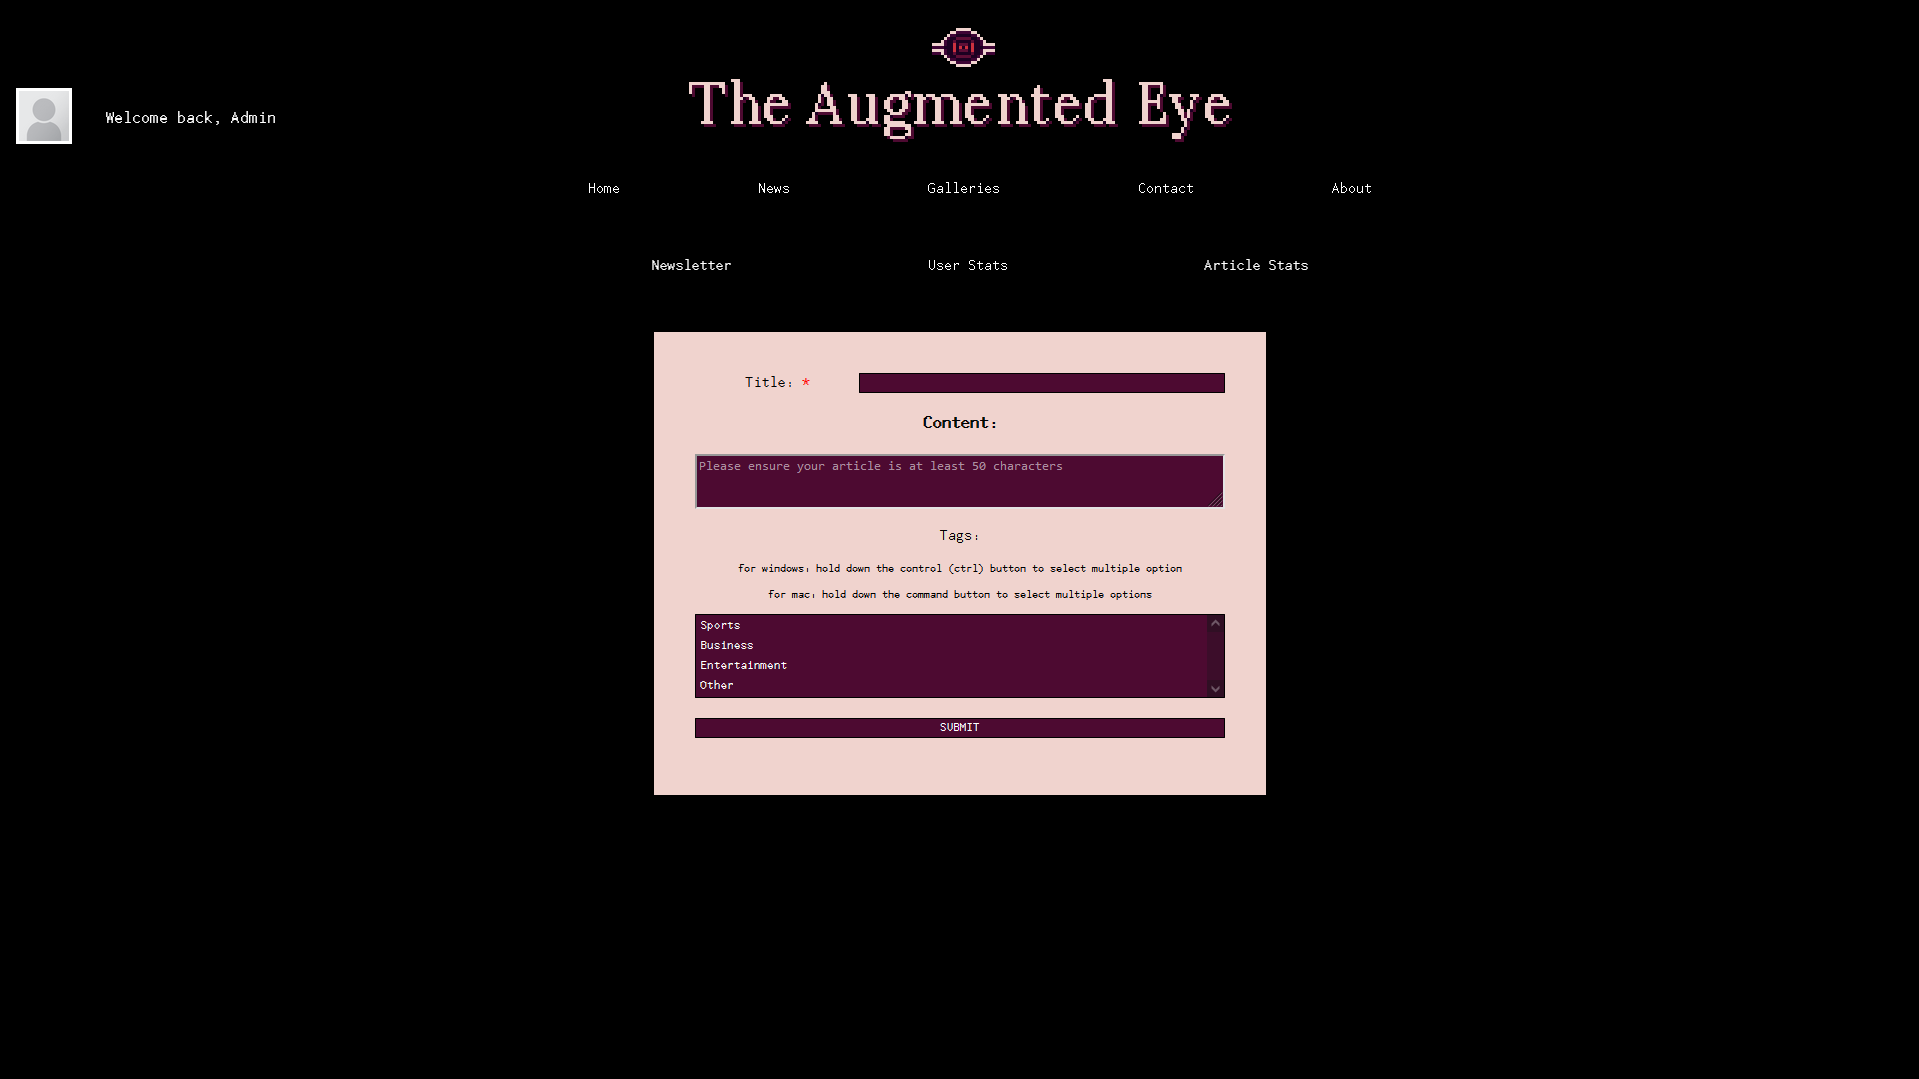 The Augmented Eye
Welcome back, Admin
Home News Galleries Contact About
Newsletter User Stats Article Stats
Title: *
Content:
Please ensure your article is at least 50 characters
Tags:
for windows: hold down the control (ctrl) button to select multiple option
for mac: hold down the command button to select multiple options
Sports
Business
Entertainment
Other
SUBMIT